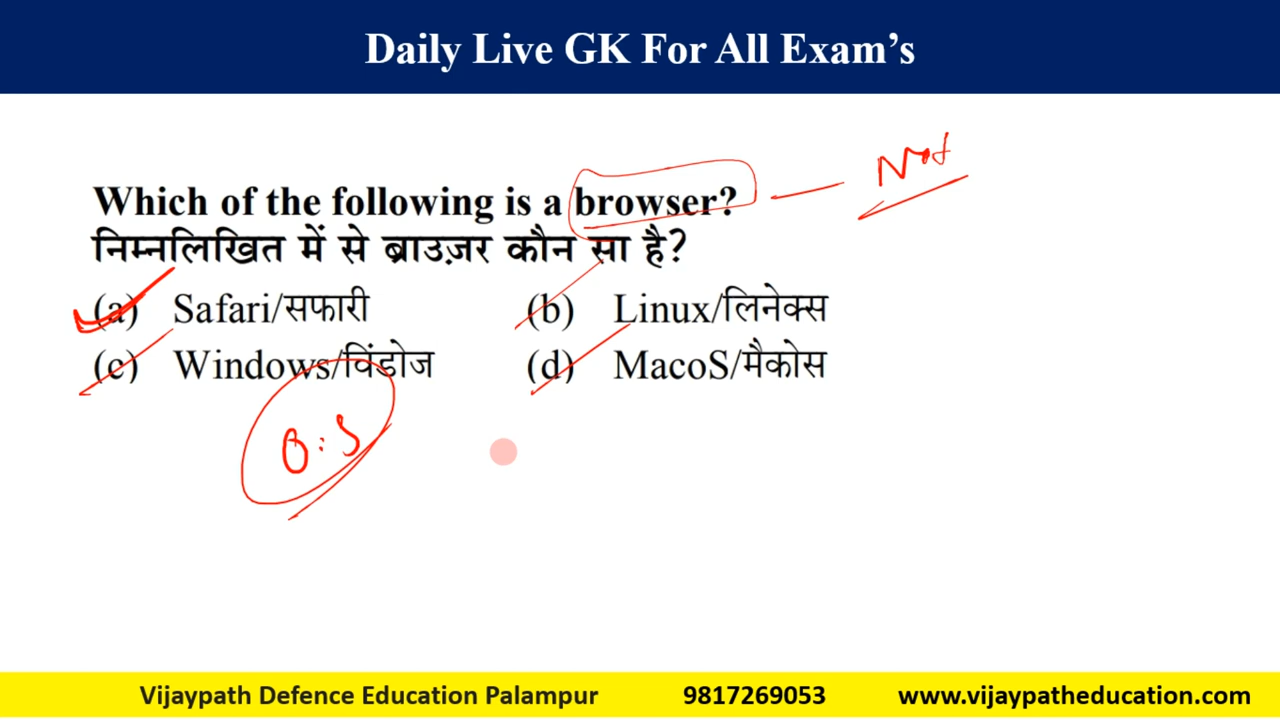 Daily Live GK For All Exam's
Which of the following is a browser?
Not
निम्नलिखित में से ब्राउज़र कौन सा है?
(a) Safari/सफारी (b) Linux/लिनेक्स
(c) Windows/विंडोज (d) MacoS/मैकोस
O:S
Vijaypath Defence Education Palampur 9817269053 www.vijaypatheducation.com